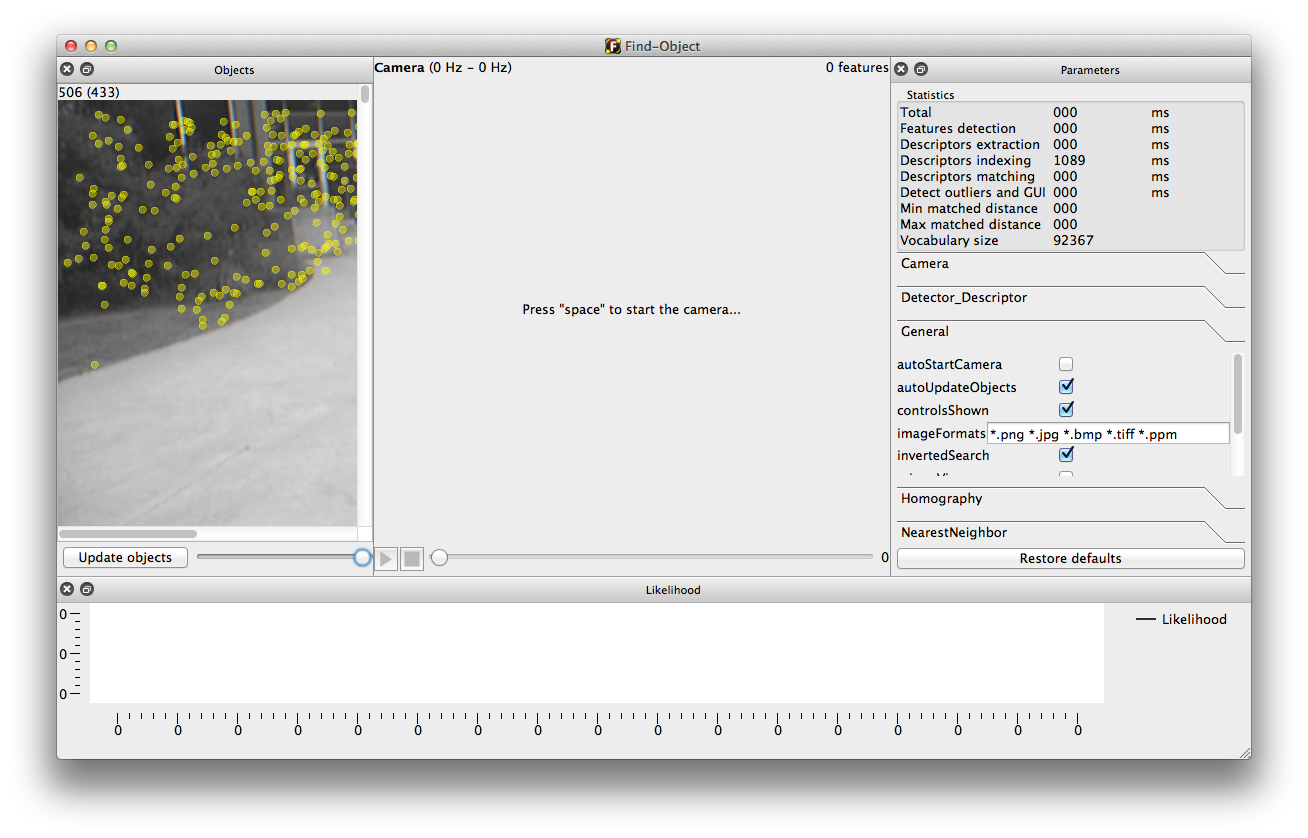 Find-Object
Objects
506 (433)
Update objects
Camera (0 Hz - 0 Hz)
0 features
Press "space" to start the camera...
0
Parameters
Statistics
Total 000 ms
Features detection 000 ms
Descriptors extraction 000 ms
Descriptors indexing 1089 ms
Descriptors matching 000 ms
Detect outliers and GUI 000 ms
Min matched distance 000
Max matched distance 000
Vocabulary size 92367
Camera
Detector_Descriptor
General
autoStartCamera
autoUpdateObjects
controlsShown
imageFormats *.png *.jpg *.bmp *.tiff *.ppm
invertedSearch
Homography
NearestNeighbor
Restore defaults
Likelihood
0
0
0
0 0 0 0 0 0 0 0 0 0 0 0 0 0 0 0 0
Likelihood